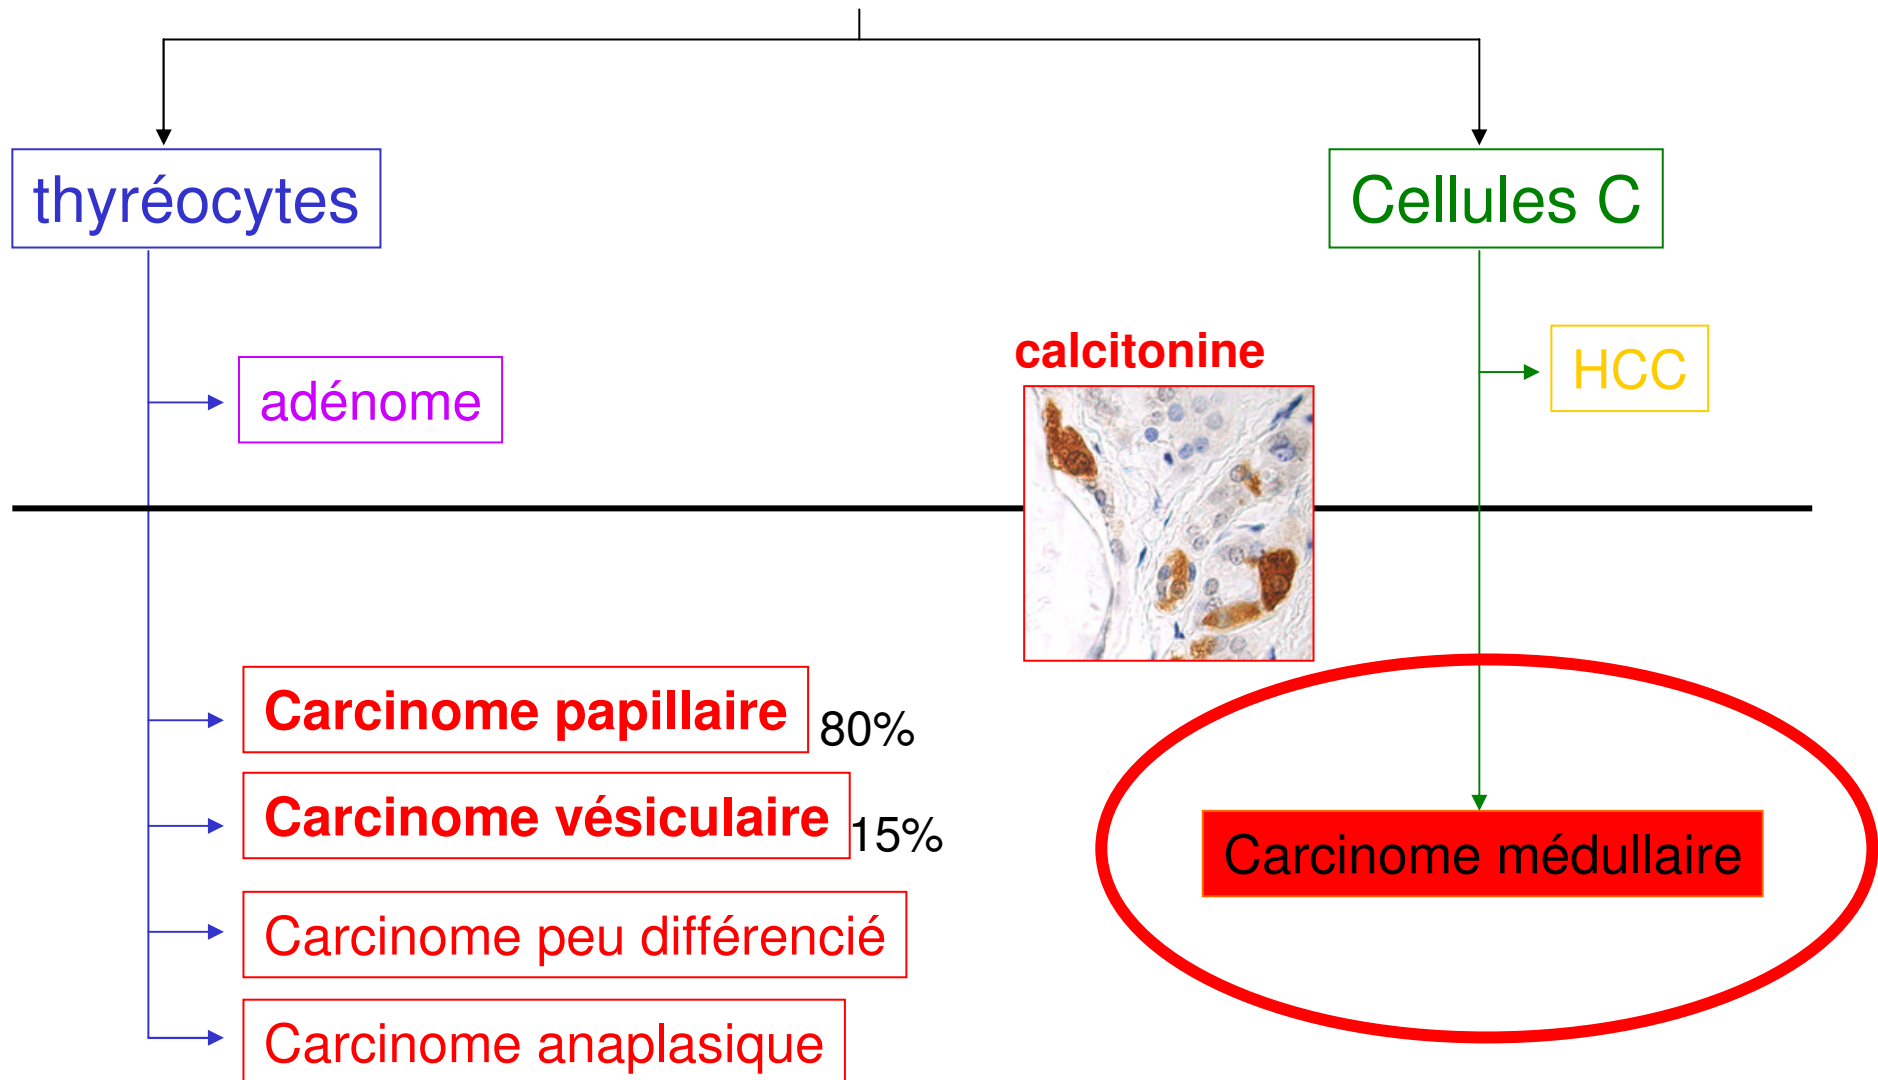 thyréocytes
Cellules C
calcitonine
HCC
adénome
Carcinome papillaire
80%
Carcinome vésiculaire
15%
Carcinome médullaire
Carcinome peu différencié
Carcinome anaplasique